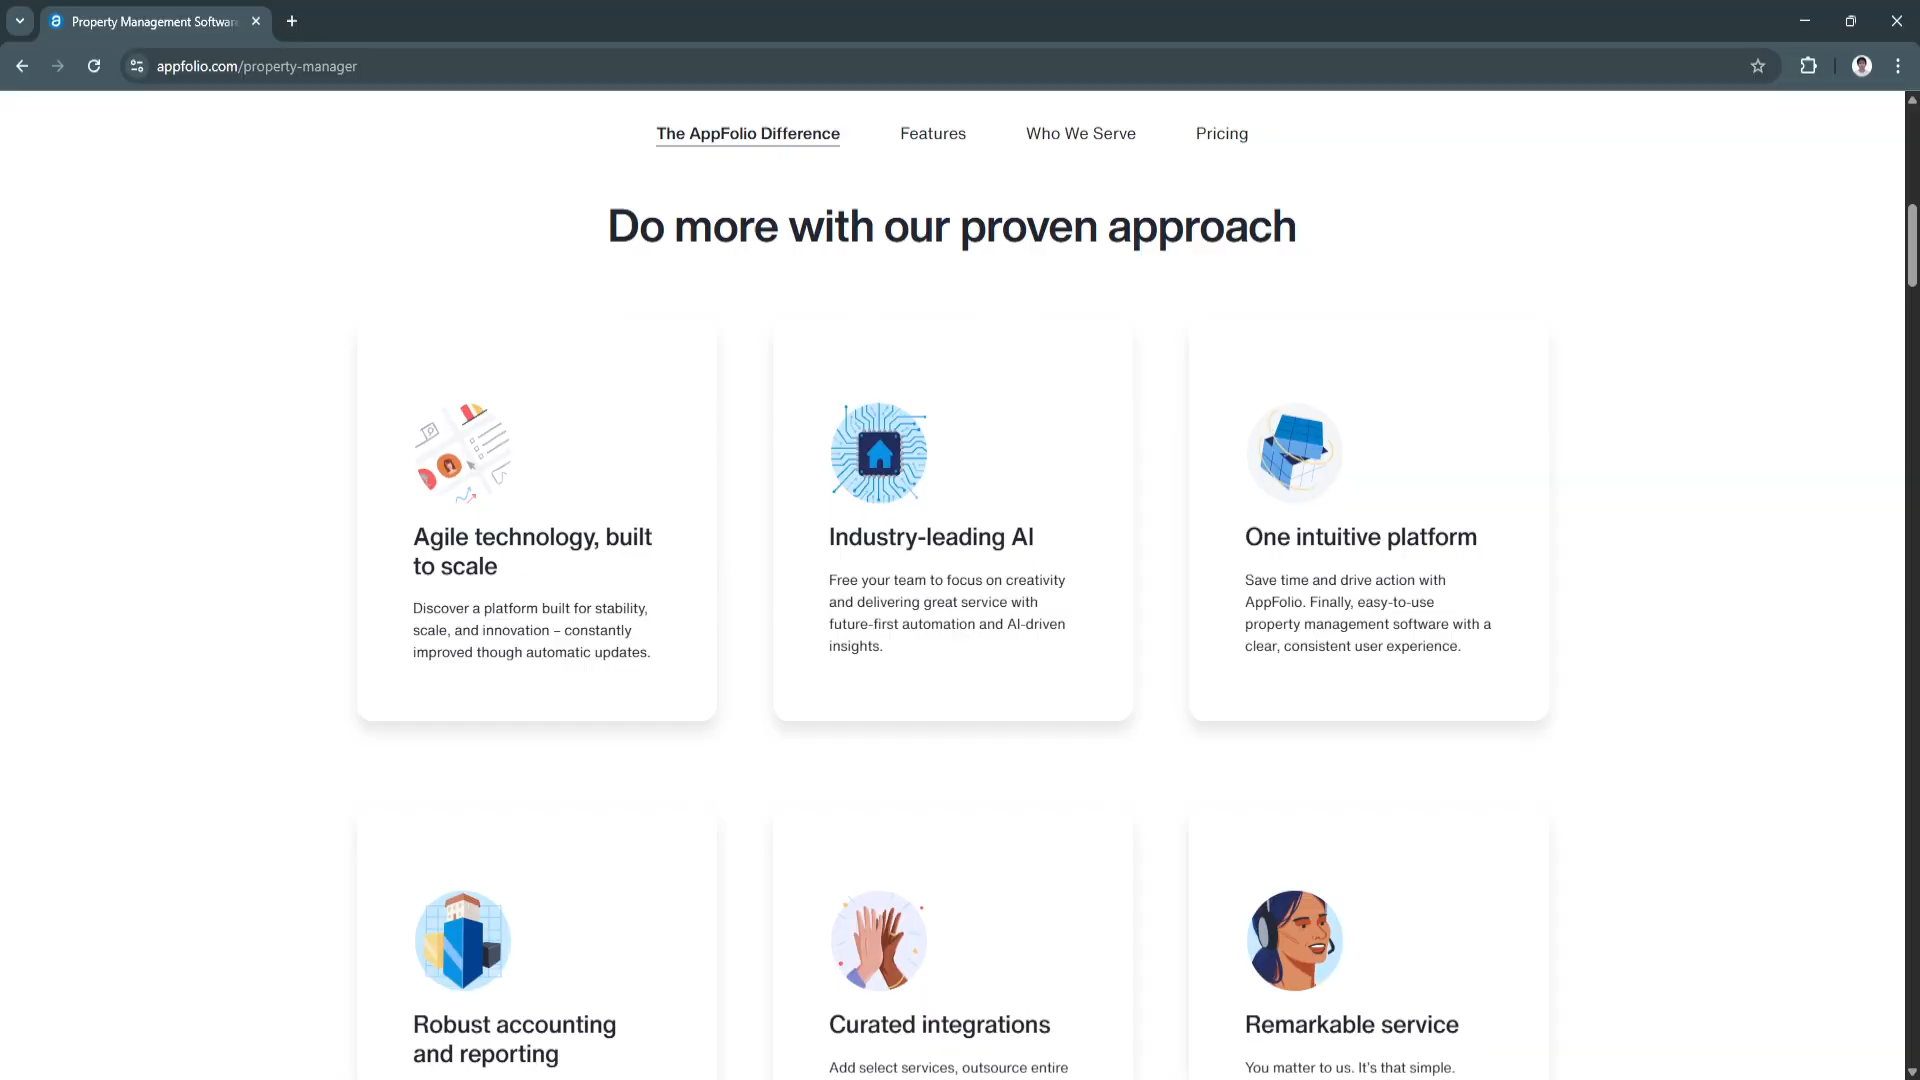 Property Management Softwar
appfolio.com/property-manager
The AppFolio Difference
Features
Who We Serve
Pricing
Do more with our proven approach
Agile technology, built
to scale
Discover a platform built for stability,
scale, and innovation – constantly
improved though automatic updates.
Industry-leading AI
Free your team to focus on creativity
and delivering great service with
future-first automation and AI-driven
insights.
One intuitive platform
Save time and drive action with
AppFolio. Finally, easy-to-use
property management software with a
clear, consistent user experience.
Robust accounting
and reporting
Curated integrations
Add select services, outsource entire
Remarkable service
You matter to us. It's that simple.